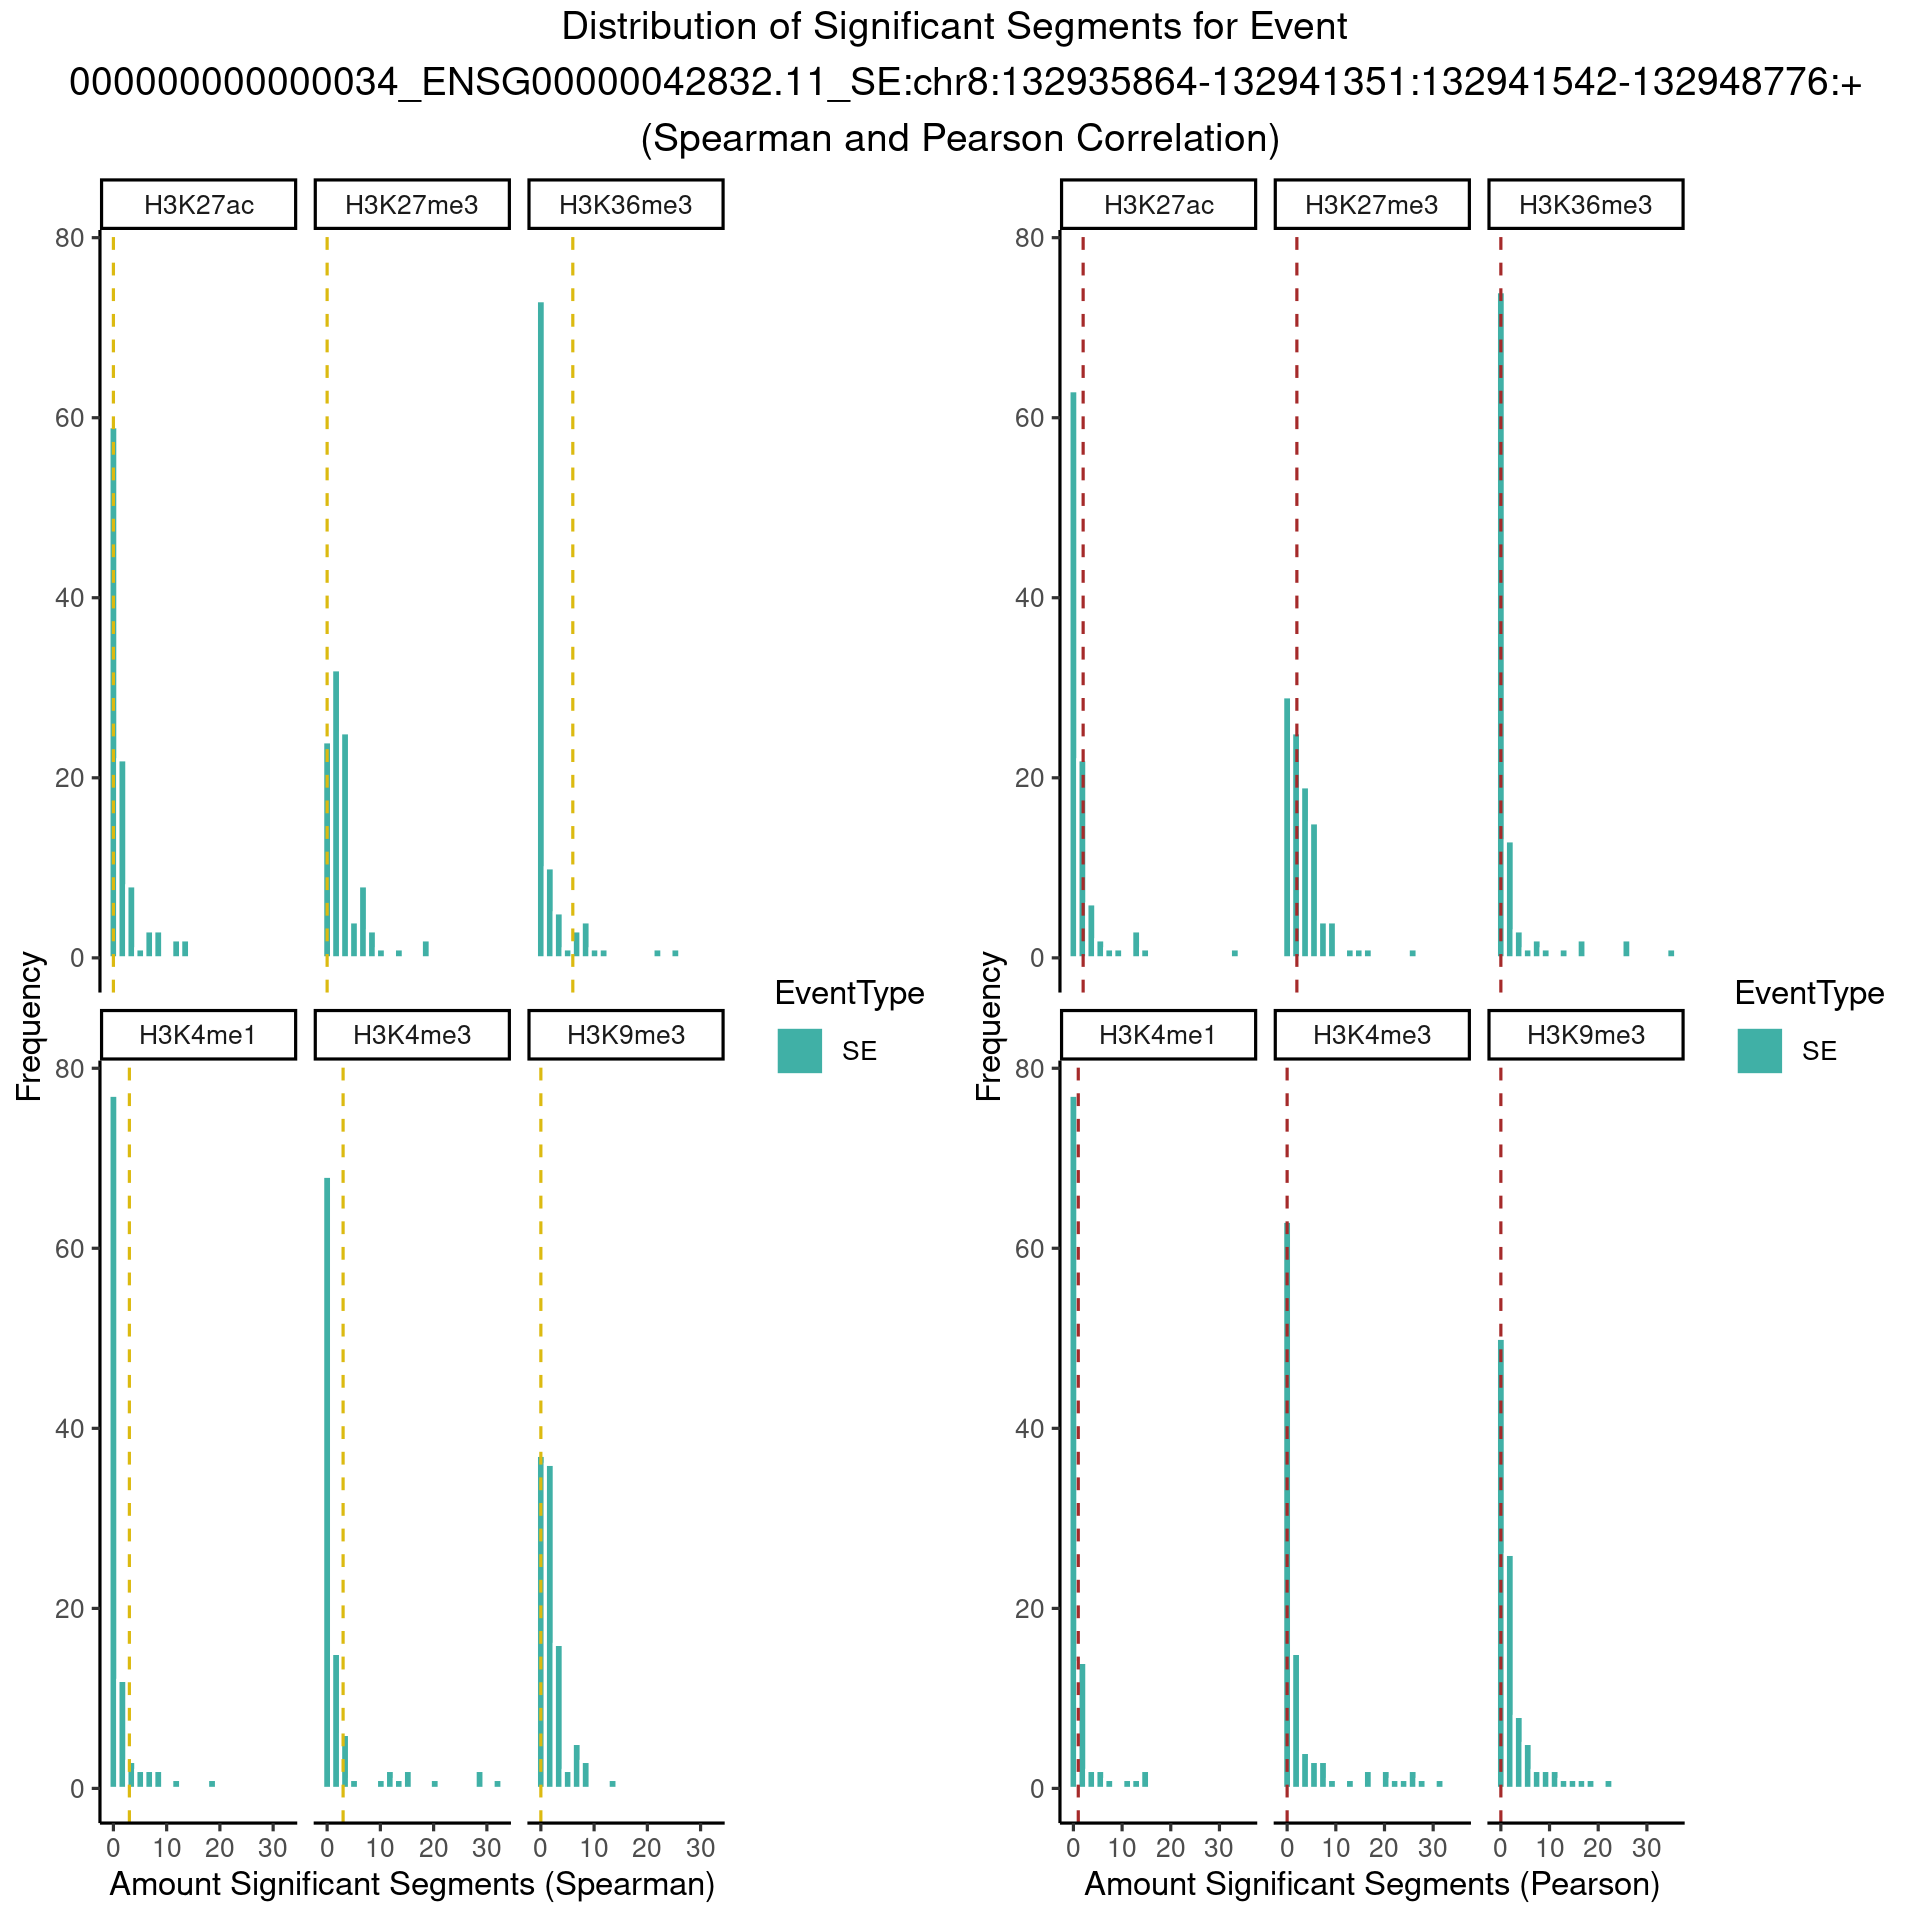 Distribution of Significant Segments for Event
000000000000034_ENSG00000042832.11_SE:chr8:132935864-132941351:132941542-132948776:+
(Spearman and Pearson Correlation)
H3K27ac
H3K27me3
H3K36me3
80
60
40
20
0
H3K4me1
H3K4me3
H3K9me3
80
60
40
20
0
0 10 20 30
0 10 20 30
0 10 20 30
Frequency
Amount Significant Segments (Spearman)
EventType
SE
H3K27ac
H3K27me3
H3K36me3
80
60
40
20
0
H3K4me1
H3K4me3
H3K9me3
80
60
40
20
0
0 10 20 30
0 10 20 30
0 10 20 30
Frequency
Amount Significant Segments (Pearson)
EventType
SE